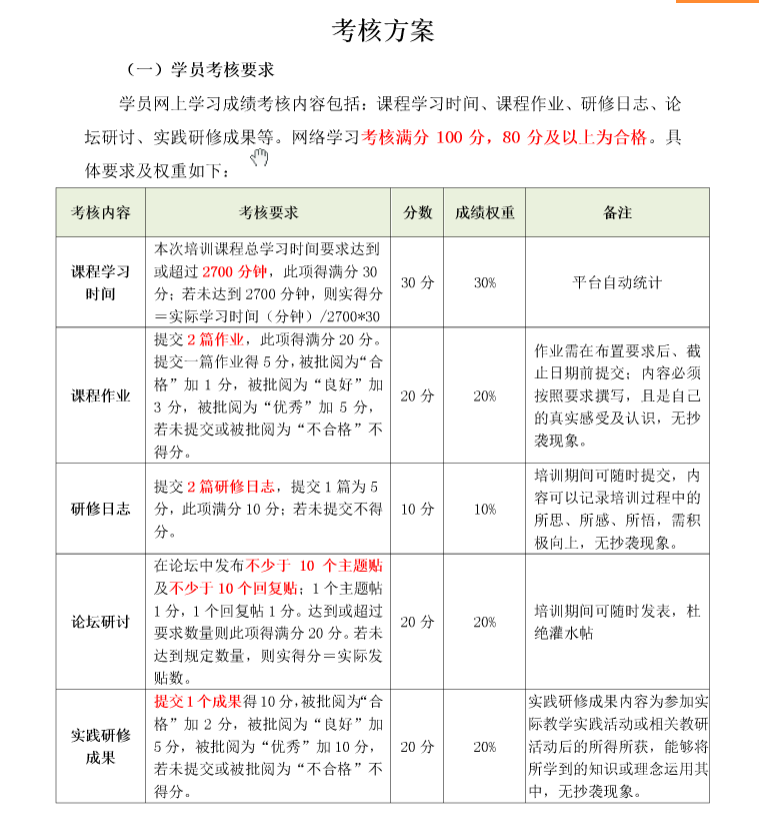 考核方案
（一）学员考核要求
学员网上学习成绩考核内容包括：课程学习时间、课程作业、研修日志、论
坛研讨、实践研修成果等。网络学习考核满分 100 分，80 分及以上为合格。具
体要求及权重如下：
考核内容 考核要求 分数 成绩权重 备注
课程学习
时间
本次培训课程总学习时间要求达到
或超过 2700 分钟，此项得满分 30
分；若未达到 2700 分钟，则实得分
＝实际学习时间（分钟）/2700*30
30 分
30%
平台自动统计
课程作业
提交 2 篇作业，此项得满分 20 分。
提交一篇作业得 5 分，被批阅为“合
格”加 1 分，被批阅为“良好”加
3 分，被批阅为“优秀”加 5 分，
若未提交或被批阅为“不合格”不
得分。
20 分
20%
作业需在布置要求后、截
止日期前提交；内容必须
按照要求撰写，且是自己
的真实感受及认识，无抄
袭现象。
研修日志
提交 2 篇研修日志，提交 1 篇为 5
分，此项满分 10 分；若未提交不得
分。
10 分
10%
培训期间可随时提交，内
容可以记录培训过程中的
所思、所感、所悟，需积
极向上，无抄袭现象。
论坛研讨
在论坛中发布不少于 10 个主题贴
及不少于 10 个回复贴；1 个主题帖
1 分，1 个回复帖 1 分。达到或超过
要求数量则此项得满分 20 分。若未
达到规定数量，则实得分＝实际发
贴数。
20 分
20%
培训期间可随时发表，杜
绝灌水帖
实践研修
成果
提交 1 个成果得 10 分，被批阅为“合
格”加 2 分，被批阅为“良好”加
5 分，被批阅为“优秀”加 10 分，
若未提交或被批阅为“不合格”不
得分。
20 分
20%
实践研修成果内容为参加实
际教学实践活动或相关教研
活动后的所得所获，能够将
所学到的知识或理念运用其
中，无抄袭现象。